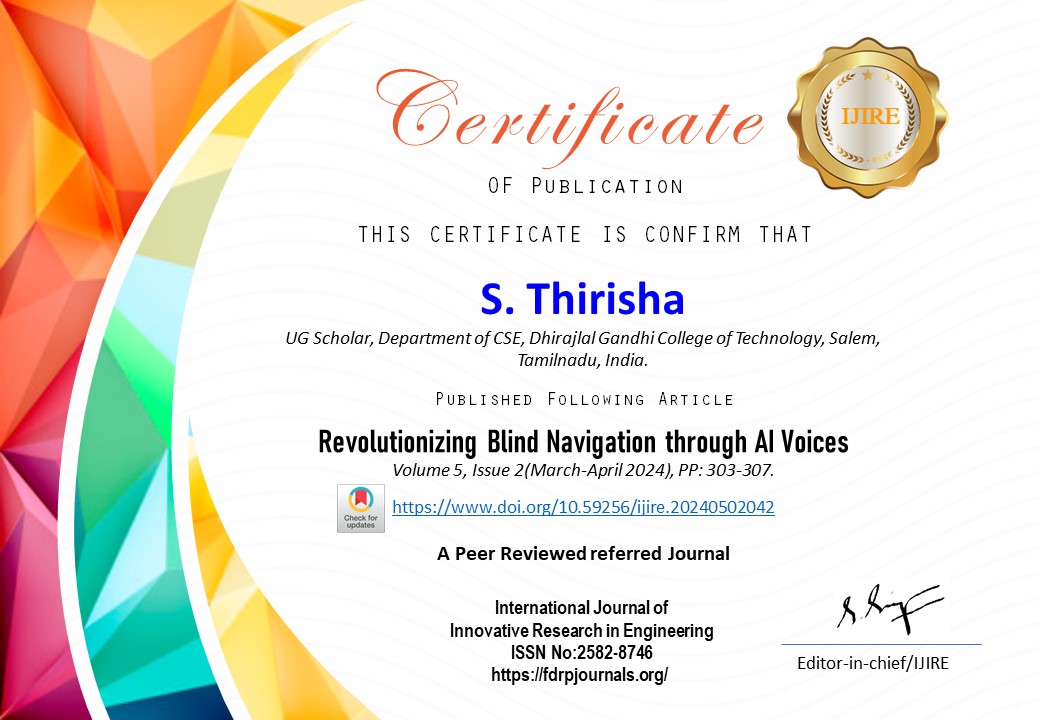 Certificate
IJIRE
OF PUBLICATION
THIS CERTIFICATE IS CONFIRM THAT
S. Thirisha
UG Scholar, Department of CSE, Dhirajlal Gandhi College of Technology, Salem,
Tamilnadu, India.
PUBLISHED FOLLOWING ARTICLE
Revolutionizing Blind Navigation through AI Voices
Volume 5, Issue 2(March-April 2024), PP: 303-307.
Check for
updates
https://www.doi.org/10.59256/ijire.20240502042
A Peer Reviewed referred Journal
International Journal of
Innovative Research in Engineering
ISSN No:2582-8746
https://fdrpjournals.org/
Editor-in-chief/IJIRE